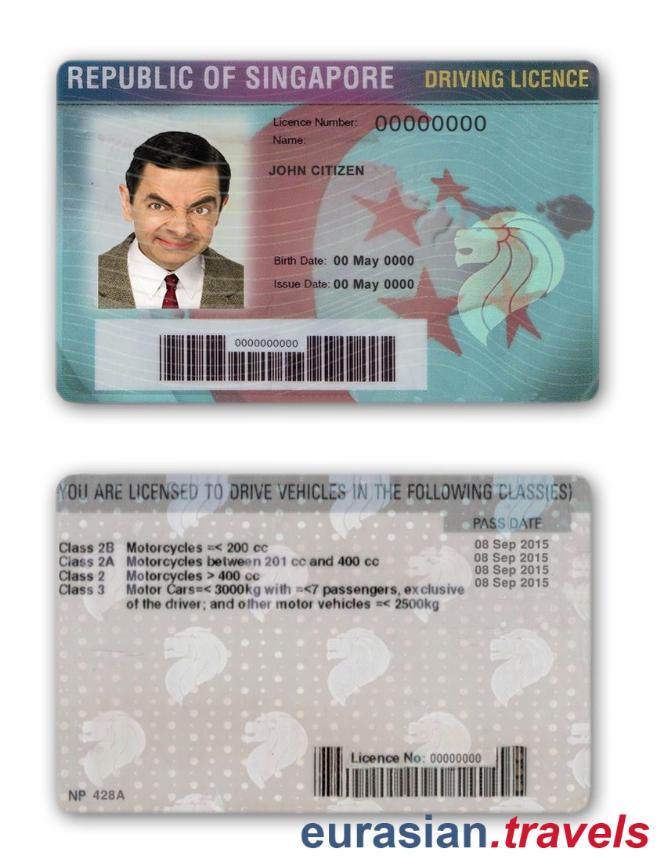 REPUBLIC OF SINGAPORE DRIVING LICENCE
Licence Number: 00000000
Name:
JOHN CITIZEN
Birth Date: 00 May 0000
Issue Date: 00 May 0000
0000000000
YOU ARE LICENSED TO DRIVE VEHICLES IN THE FOLLOWING CLASS(ES)
PASS DATE
Class 2B Motorcycles =< 200 cc 08 Sep 2015
Class 2A Motorcycles between 201 cc and 400 cc 08 Sep 2015
Class 2 Motorcycles > 400 cc 08 Sep 2015
Class 3 Motor Cars=< 3000kg with =<7 passengers, exclusive 08 Sep 2015
of the driver; and other motor vehicles =< 2500kg
Licence No: 00000000
NP 428A
eurasian.travels